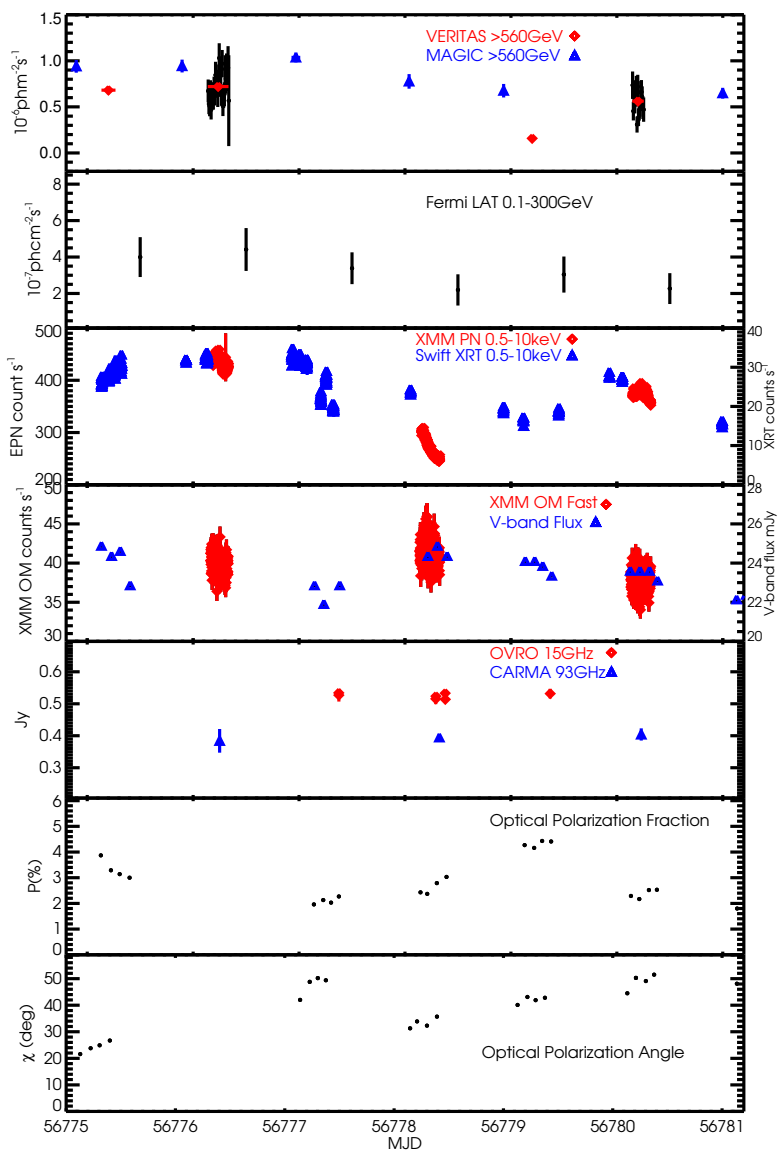 VERITAS >560GeV
MAGIC >560GeV
10⁻⁶phm⁻²s⁻¹
1.5
1.0
0.5
0.0
Fermi LAT 0.1-300GeV
10⁻⁷phcm⁻²s⁻¹
8
6
4
2
XMM PN 0.5-10keV
Swift XRT 0.5-10keV
EPN count s⁻¹
500
400
300
200
XRT counts s⁻¹
40
30
20
10
0
XMM OM Fast
V-band Flux
XMM OM counts s⁻¹
50
45
40
35
30
V-band flux mJy
28
26
24
22
20
OVRO 15GHz
CARMA 93GHz
Jy
0.6
0.5
0.4
0.3
Optical Polarization Fraction
P(%)
6
5
4
3
2
1
0
Optical Polarization Angle
χ (deg)
50
40
30
20
10
0
56775
56776
56777
56778
56779
56780
56781
MJD